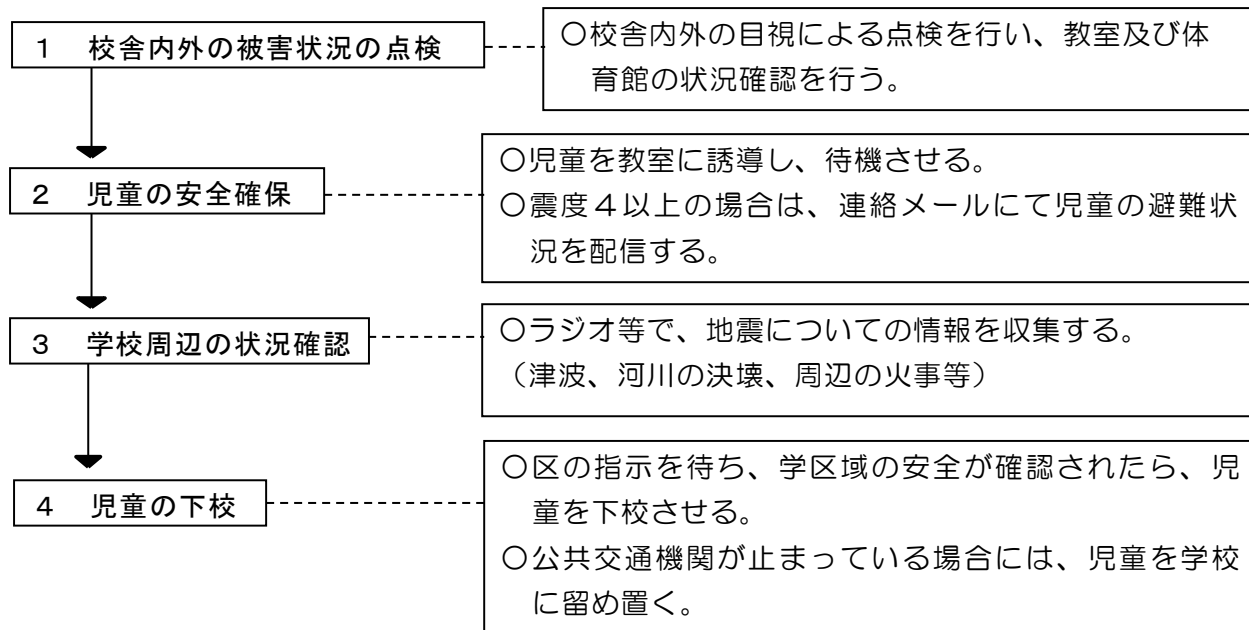 １　校舎内外の被害状況の点検
〇校舎内外の目視による点検を行い、教室及び体
育館の状況確認を行う。
２　児童の安全確保
〇児童を教室に誘導し、待機させる。
〇震度４以上の場合は、連絡メールにて児童の避難状
況を配信する。
３　学校周辺の状況確認
〇ラジオ等で、地震についての情報を収集する。
（津波、河川の決壊、周辺の火事等）
４　児童の下校
〇区の指示を待ち、学区域の安全が確認されたら、児
童を下校させる。
〇公共交通機関が止まっている場合には、児童を学校
に留め置く。